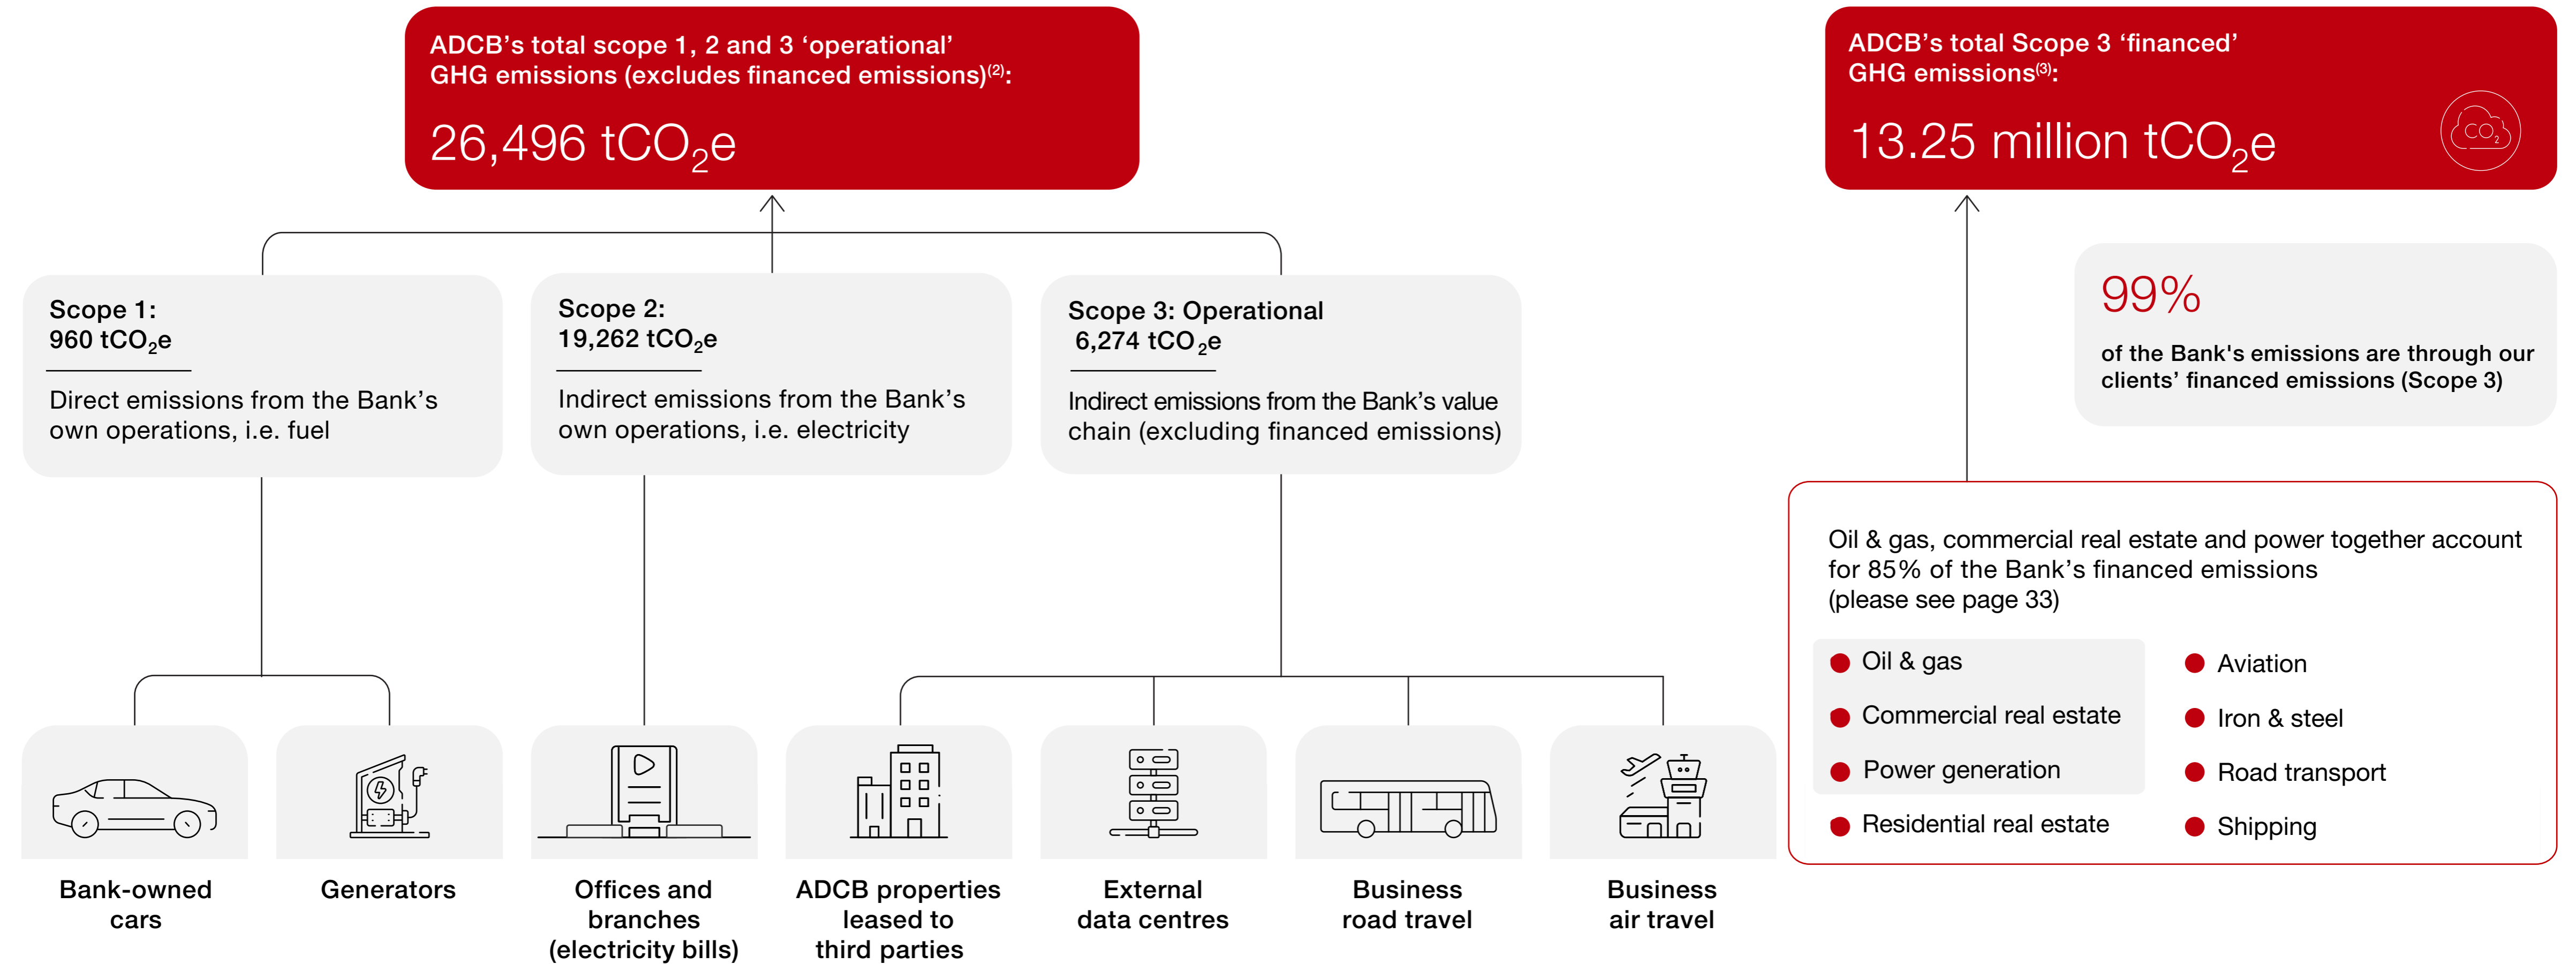 ADCB’s total scope 1, 2 and 3 ‘operational’
GHG emissions (excludes financed emissions)(2):
26,496 tCO2e
ADCB’s total Scope 3 ‘financed’
GHG emissions(3):
13.25 million tCO2e
CO2
Scope 1:
960 tCO2e
Direct emissions from the Bank’s
own operations, i.e. fuel
Scope 2:
19,262 tCO2e
Indirect emissions from the Bank’s
own operations, i.e. electricity
Scope 3: Operational
6,274 tCO2e
Indirect emissions from the Bank’s value
chain (excluding financed emissions)
99%
of the Bank's emissions are through our
clients’ financed emissions (Scope 3)
Bank-owned
cars
Generators
Offices and
branches
(electricity bills)
ADCB properties
leased to
third parties
External
data centres
Business
road travel
Business
air travel
Oil & gas, commercial real estate and power together account
for 85% of the Bank’s financed emissions
(please see page 33)
Oil & gas
Commercial real estate
Power generation
Residential real estate
Aviation
Iron & steel
Road transport
Shipping